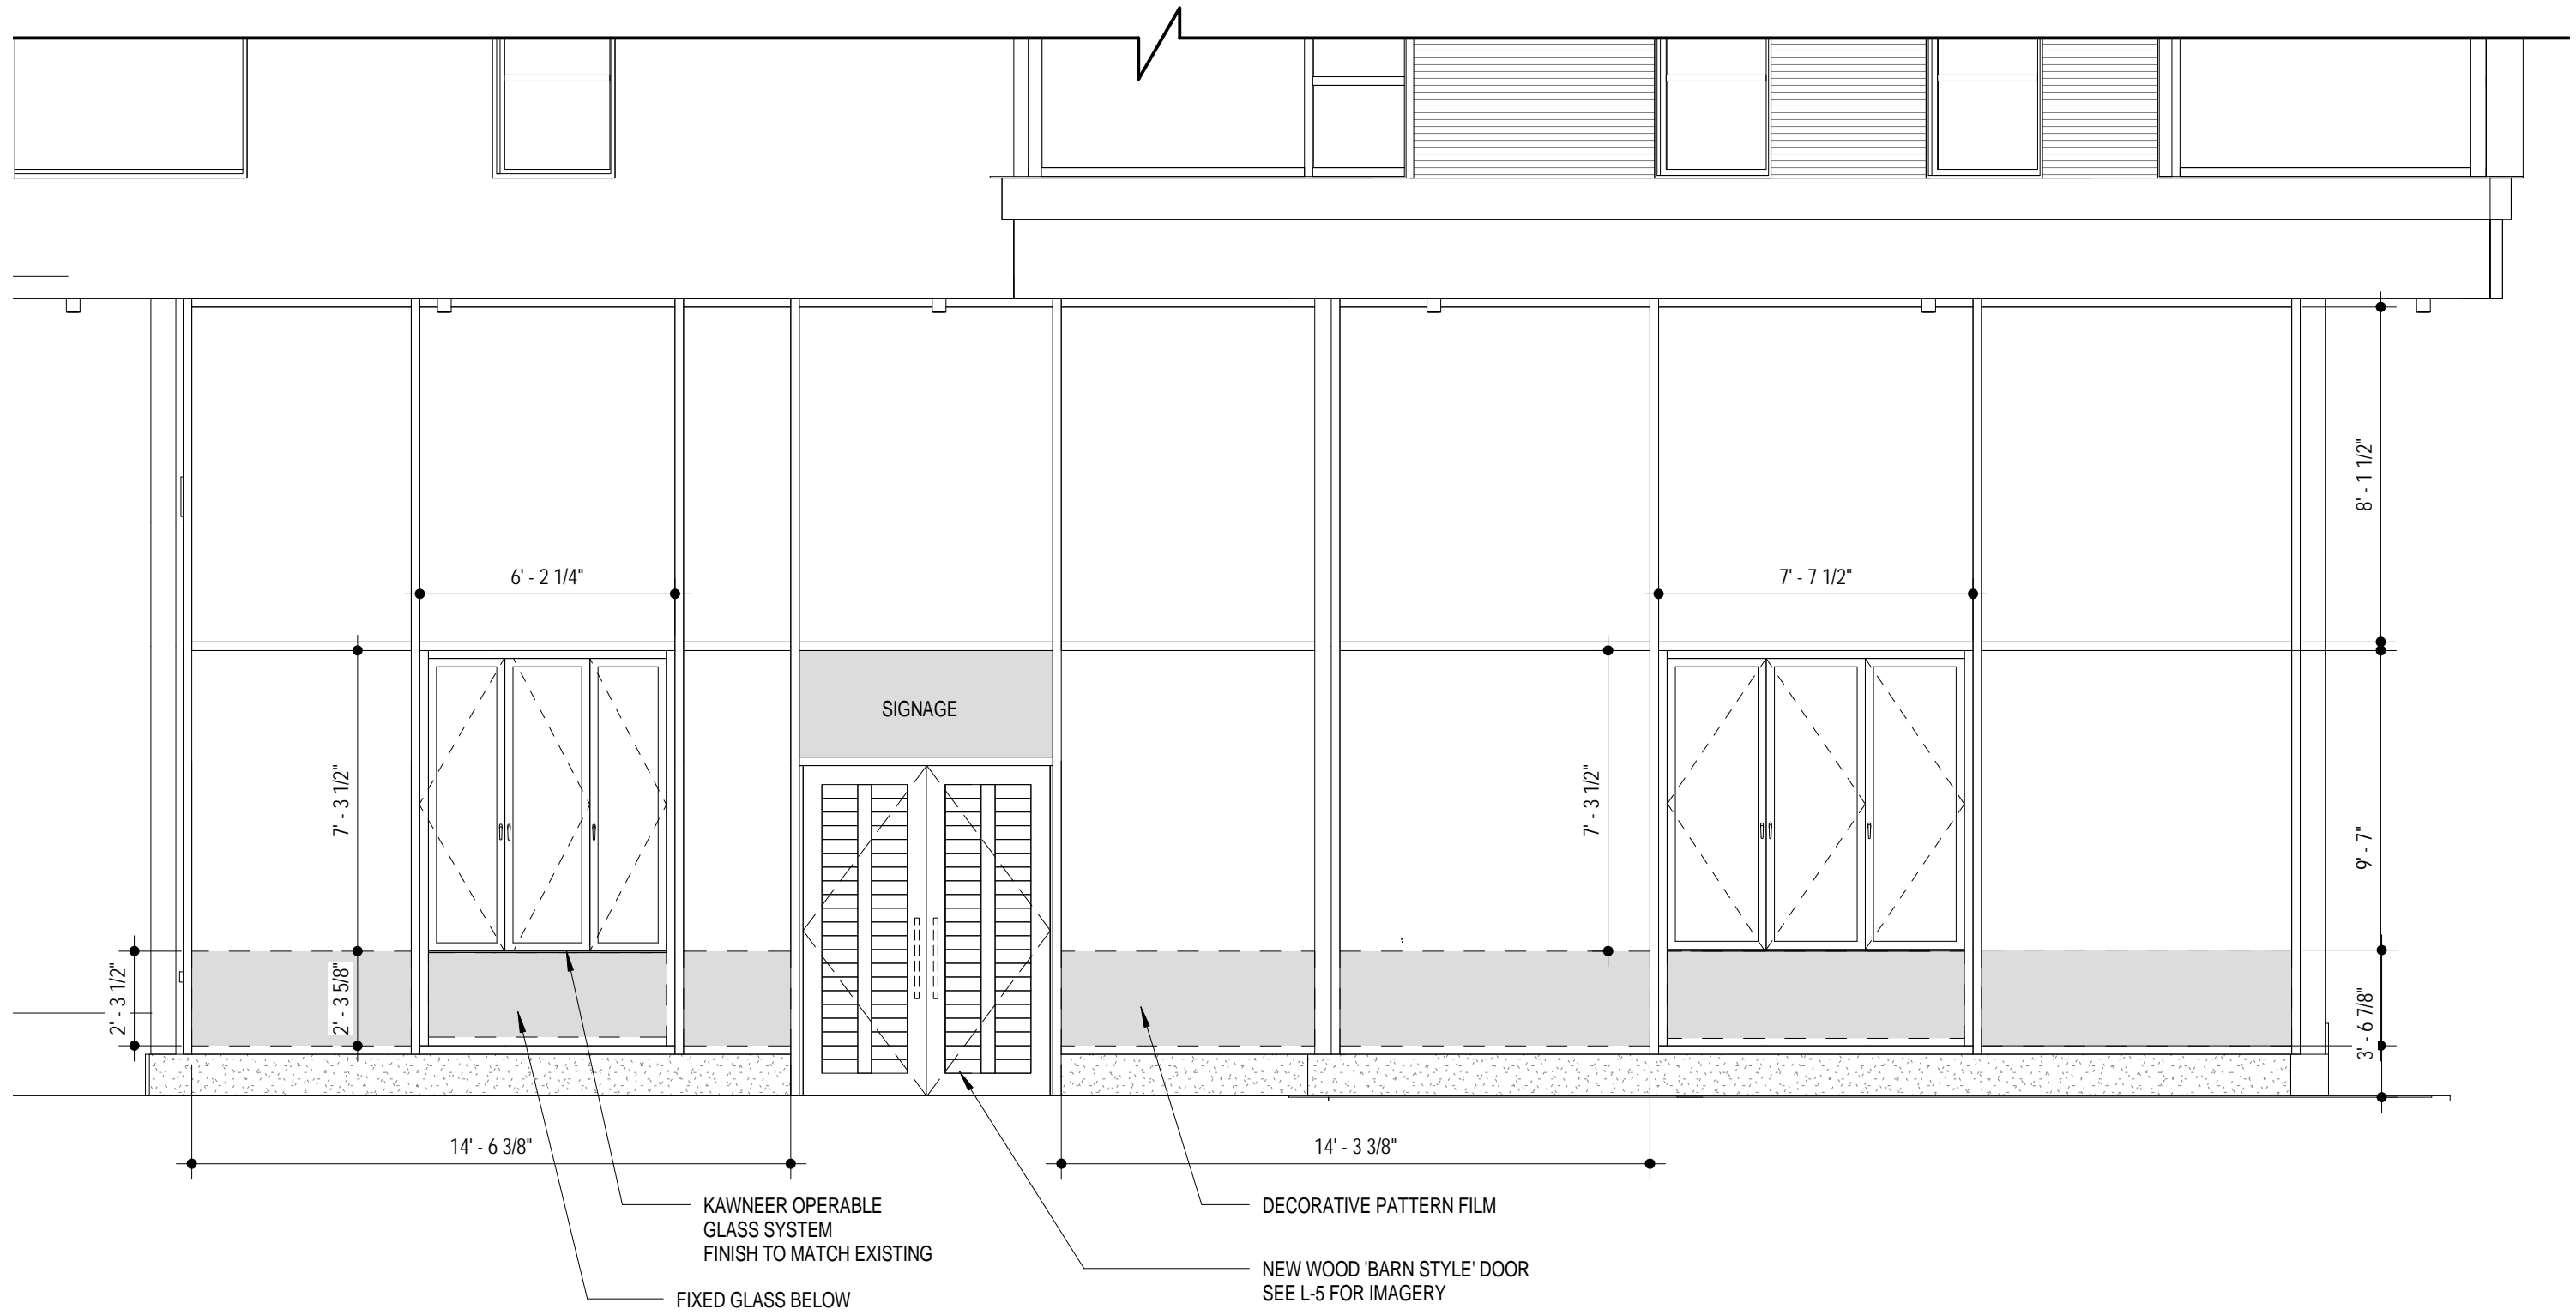 8' - 1 1/2"
6' - 2 1/4"
7' - 7 1/2"
SIGNAGE
7' - 3 1/2"
7' - 3 1/2"
9' - 7"
2' - 3 1/2"
2' - 3 5/8"
3' - 6 7/8"
14' - 6 3/8"
14' - 3 3/8"
KAWNEER OPERABLE
GLASS SYSTEM
FINISH TO MATCH EXISTING
FIXED GLASS BELOW
DECORATIVE PATTERN FILM
NEW WOOD 'BARN STYLE' DOOR
SEE L-5 FOR IMAGERY